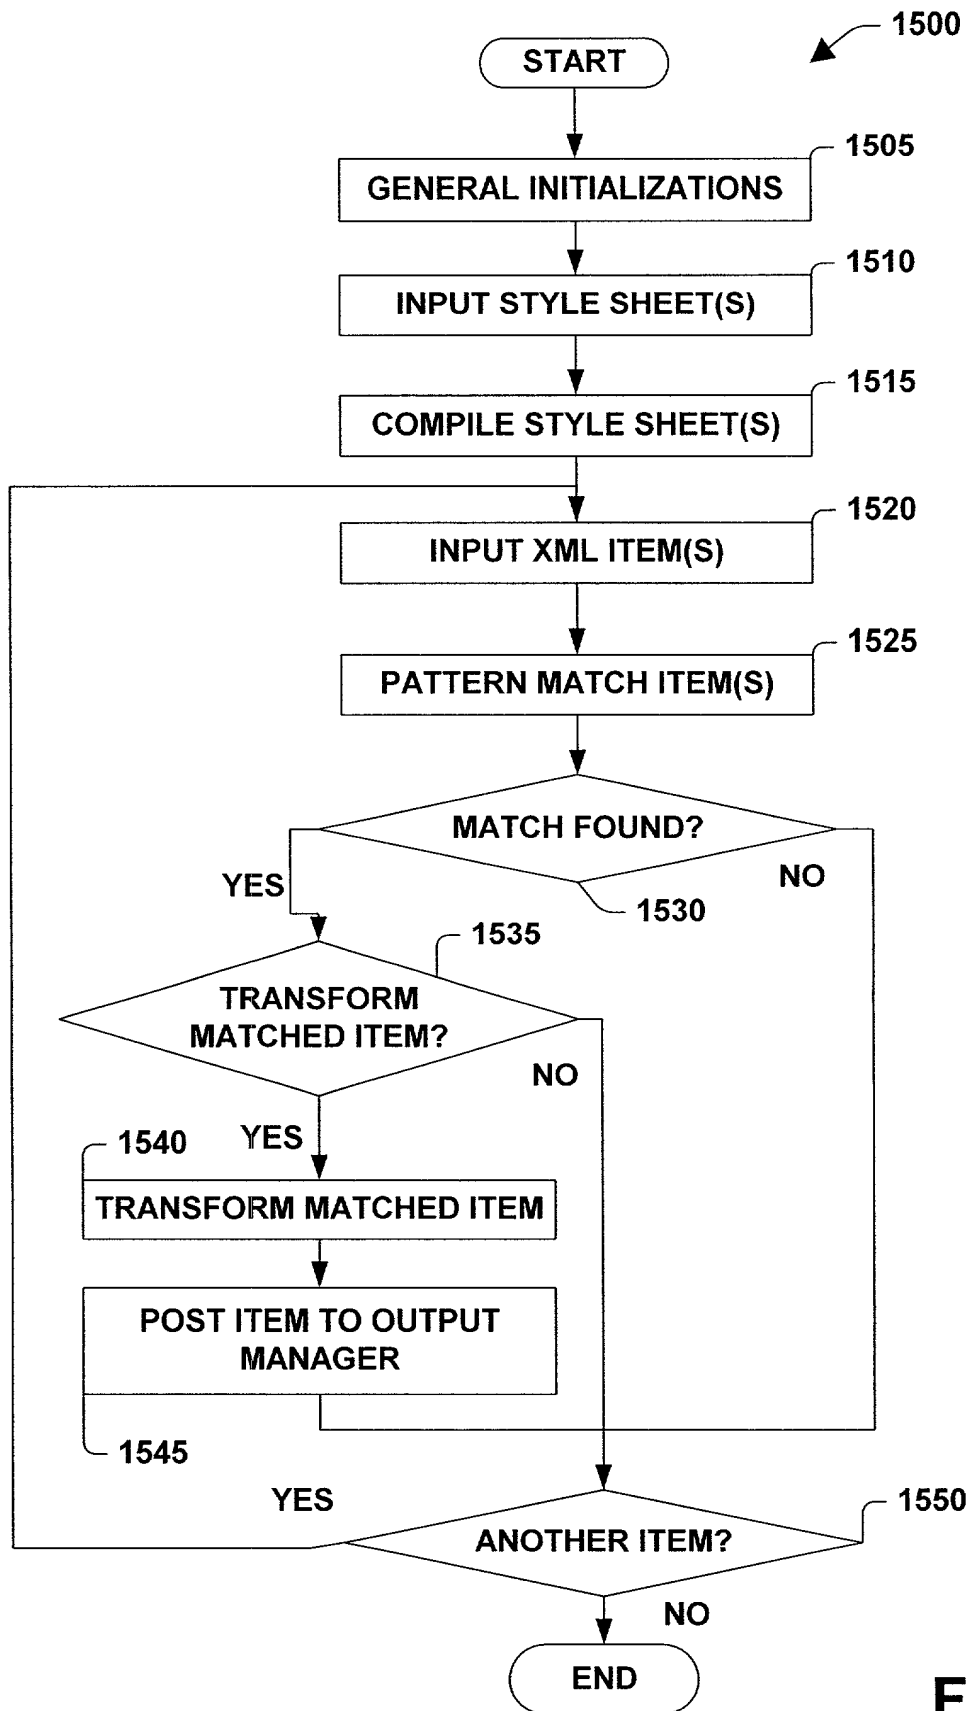 1500
START
1505
GENERAL INITIALIZATIONS
1510
INPUT STYLE SHEET(S)
1515
COMPILE STYLE SHEET(S)
1520
INPUT XML ITEM(S)
1525
PATTERN MATCH ITEM(S)
MATCH FOUND?
YES
NO
1530
1535
TRANSFORM
MATCHED ITEM?
NO
YES
1540
TRANSFORM MATCHED ITEM
POST ITEM TO OUTPUT
MANAGER
1545
YES
1550
ANOTHER ITEM?
NO
END